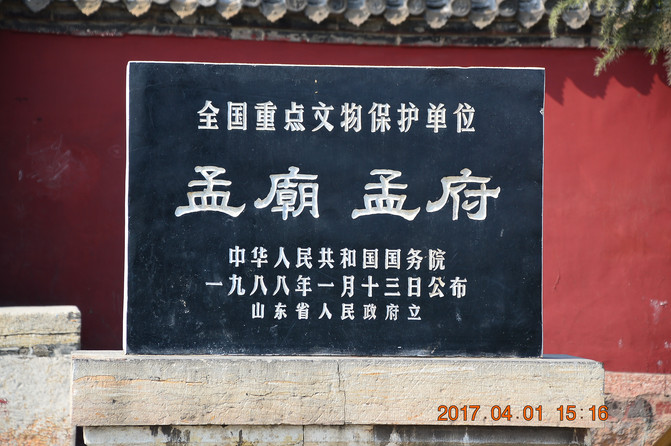 全国重点文物保护单位
孟廟 孟府
中华人民共和国国务院
一九八八年一月十三日公布
山东省人民政府立
2017.04.01 15:16